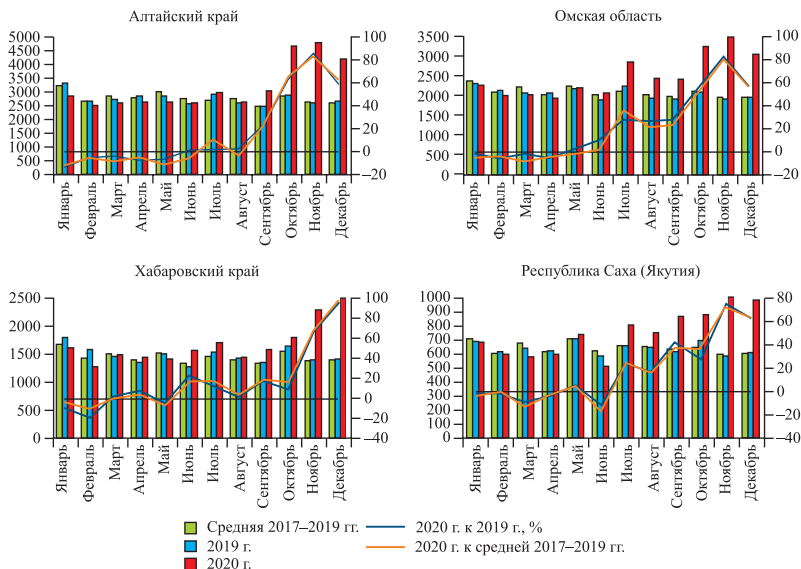 Алтайский край
5000
4500
4000
3500
3000
2500
2000
1500
1000
500
0
100
80
60
40
20
0
–20
Январь
Февраль
Март
Апрель
Май
Июнь
Июль
Август
Сентябрь
Октябрь
Ноябрь
Декабрь
Омская область
3500
3000
2500
2000
1500
1000
500
0
100
80
60
40
20
0
–20
Январь
Февраль
Март
Апрель
Май
Июнь
Июль
Август
Сентябрь
Октябрь
Ноябрь
Декабрь
Хабаровский край
2500
2000
1500
1000
500
0
100
80
60
40
20
0
–20
–40
Январь
Февраль
Март
Апрель
Май
Июнь
Июль
Август
Сентябрь
Октябрь
Ноябрь
Декабрь
Республика Саха (Якутия)
1000
900
800
700
600
500
400
300
200
100
0
80
60
40
20
0
–20
–40
Январь
Февраль
Март
Апрель
Май
Июнь
Июль
Август
Сентябрь
Октябрь
Ноябрь
Декабрь
Средняя 2017–2019 гг.
2019 г.
2020 г.
2020 г. к 2019 г., %
2020 г. к средней 2017–2019 гг.